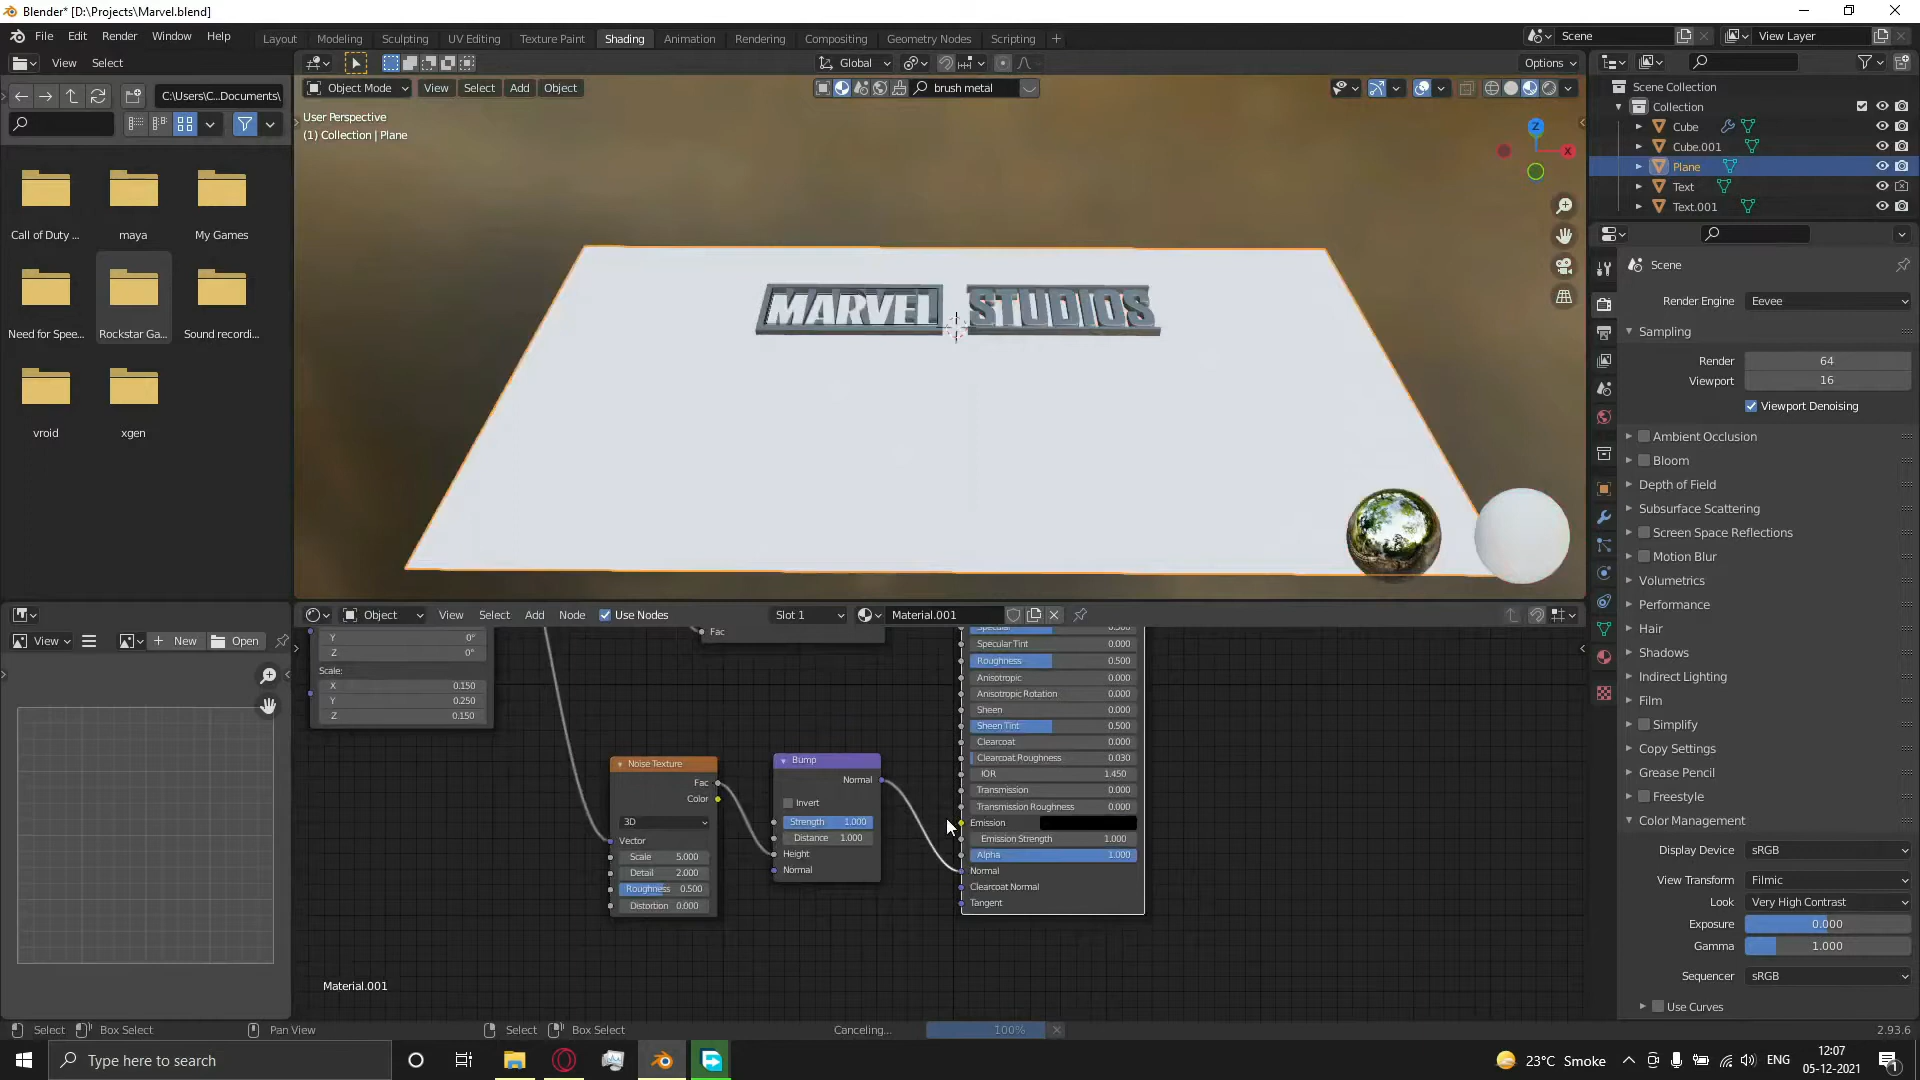 Blender* [D:\Projects\Marvel.blend]
File Edit Render Window Help
Layout Modeling Sculpting UV Editing Texture Paint Shading Animation Rendering Compositing Geometry Nodes Scripting +
Scene
View Layer
View Select
Global
Options
C:\Users\C...Documents\
Object Mode View Select Add Object
brush metal
User Perspective
(1) Collection | Plane
Z
X
Call of Duty ...
maya
My Games
Need for Spee...
Rockstar Ga...
Sound recordi...
vroid
xgen
MARVEL STUDIOS
Scene Collection
Collection
Cube
Cube.001
Plane
Text
Text.001
Scene
Render Engine Eevee
Sampling
Render 64
Viewport 16
Viewport Denoising
Ambient Occlusion
Bloom
Depth of Field
Subsurface Scattering
Screen Space Reflections
Motion Blur
Volumetrics
Performance
Hair
Shadows
Indirect Lighting
Film
Simplify
Copy Settings
Grease Pencil
Freestyle
Color Management
Display Device sRGB
View Transform Filmic
Look Very High Contrast
Exposure 0.000
Gamma 1.000
Sequencer sRGB
Use Curves
View New Open
Object View Select Add Node Use Nodes Slot 1 Material.001
Y 0°
Z 0°
Scale:
X 0.150
Y 0.250
Z 0.150
Fac
Noise Texture
Fac
Color
3D
Vector
Scale 5.000
Detail 2.000
Roughness 0.500
Distortion 0.000
Bump
Normal
Invert
Strength 1.000
Distance 1.000
Height
Normal
Specular 0.500
Specular Tint 0.000
Roughness 0.500
Anisotropic 0.000
Anisotropic Rotation 0.000
Sheen 0.000
Sheen Tint 0.500
Clearcoat 0.000
Clearcoat Roughness 0.030
IOR 1.450
Transmission 0.000
Transmission Roughness 0.000
Emission
Emission Strength 1.000
Alpha 1.000
Normal
Clearcoat Normal
Tangent
Material.001
Select Box Select Pan View Select Box Select Canceling... 100% 2.93.6
Type here to search
23°C Smoke
ENG
12:07
05-12-2021
1